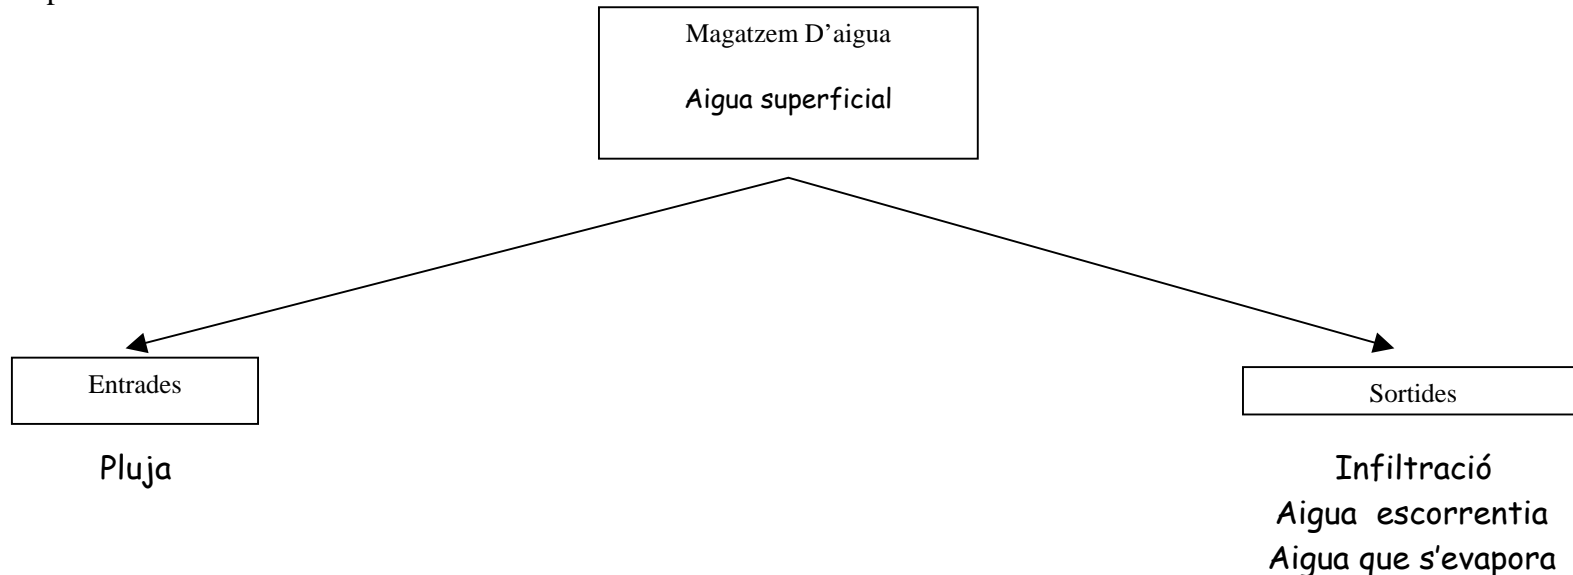 Magatzem D’aigua
Aigua superficial
Entrades
Sortides
Pluja
Infiltració
Aigua escorrentia
Aigua que s’evapora